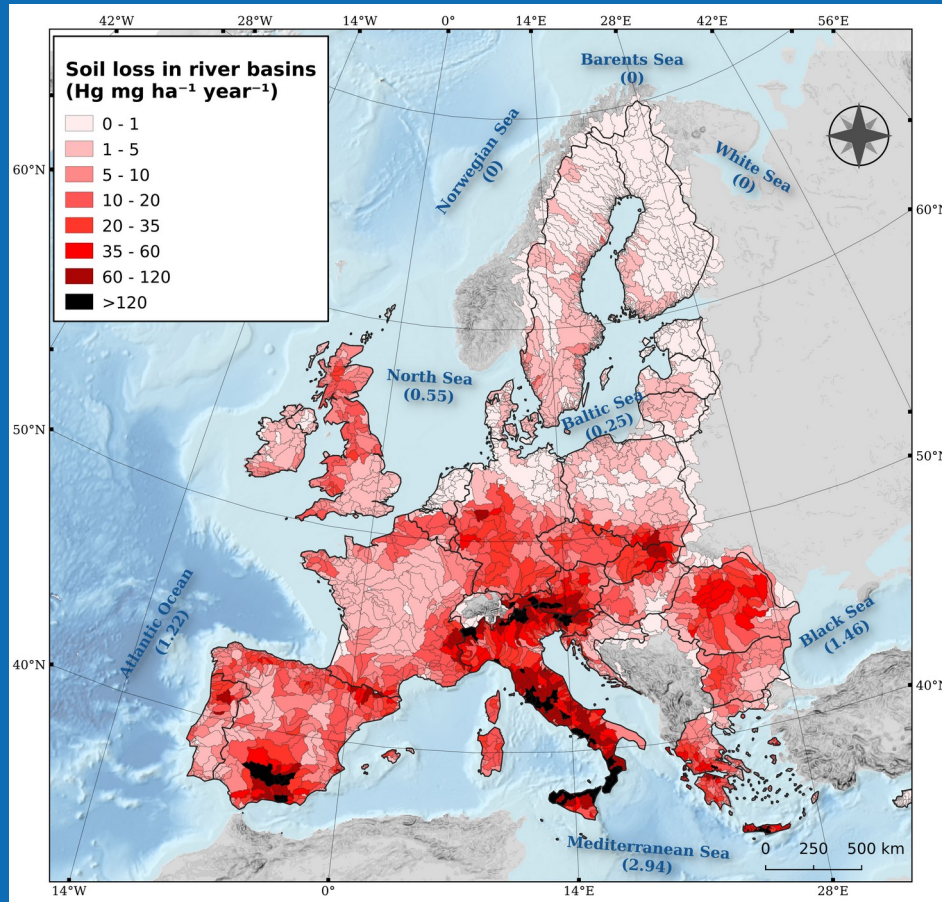 42°W 28°W 14°W 0° 14°E 28°E 42°E 56°E
Soil loss in river basins
(Hg mg ha⁻¹ year⁻¹)
0 - 1
1 - 5
5 - 10
10 - 20
20 - 35
35 - 60
60 - 120
>120
Barents Sea
(0)
Norwegian Sea
(0)
White Sea
(0)
60°N
60°N
North Sea
(0.55)
Baltic Sea
(0.25)
50°N
50°N
Atlantic Ocean
(1.22)
Black Sea
(1.46)
40°N
40°N
Mediterranean Sea
(2.94)
0 250 500 km
14°W 0° 14°E 28°E